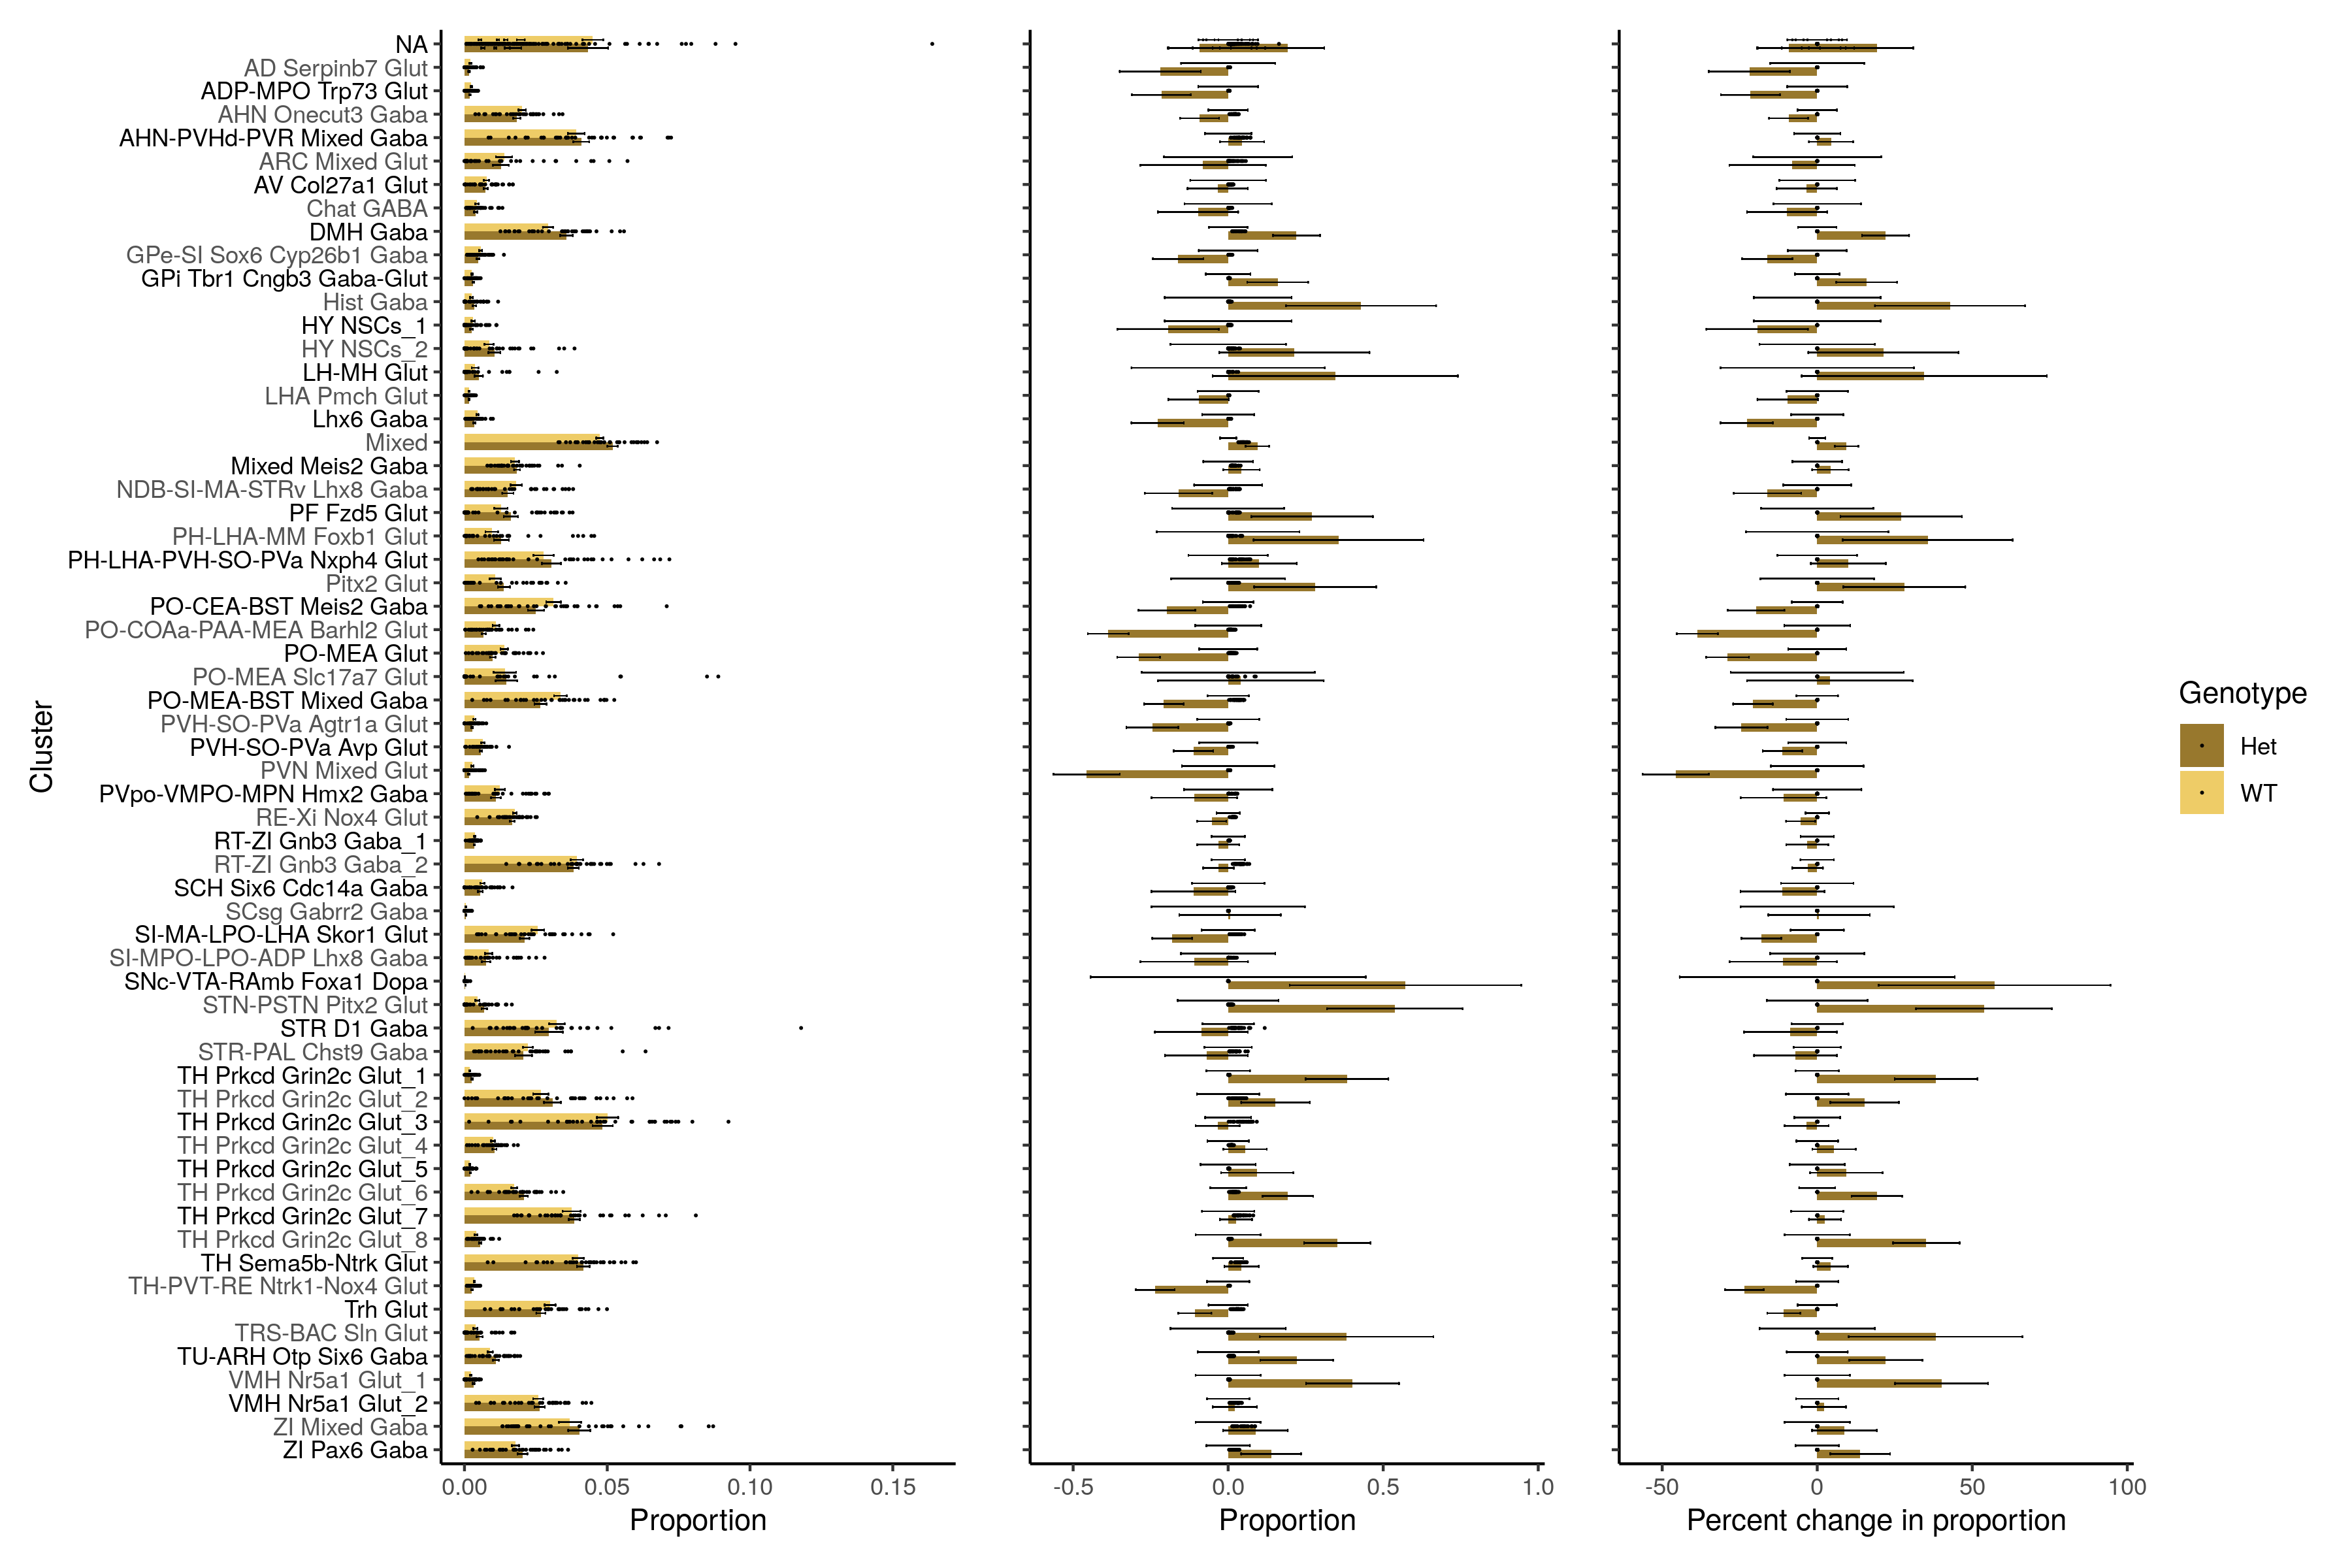 NA
AD Serpinb7 Glut
ADP-MPO Trp73 Glut
AHN Onecut3 Gaba
AHN-PVHd-PVR Mixed Gaba
ARC Mixed Glut
AV Col27a1 Glut
Chat GABA
DMH Gaba
GPe-SI Sox6 Cyp26b1 Gaba
GPi Tbr1 Cngb3 Gaba-Glut
Hist Gaba
HY NSCs_1
HY NSCs_2
LH-MH Glut
LHA Pmch Glut
Lhx6 Gaba
Mixed
Mixed Meis2 Gaba
NDB-SI-MA-STRv Lhx8 Gaba
PF Fzd5 Glut
PH-LHA-MM Foxb1 Glut
PH-LHA-PVH-SO-PVa Nxph4 Glut
Pitx2 Glut
PO-CEA-BST Meis2 Gaba
PO-COAa-PAA-MEA Barhl2 Glut
PO-MEA Glut
PO-MEA Slc17a7 Glut
PO-MEA-BST Mixed Gaba
PVH-SO-PVa Agtr1a Glut
PVH-SO-PVa Avp Glut
PVN Mixed Glut
PVpo-VMPO-MPN Hmx2 Gaba
RE-Xi Nox4 Glut
RT-ZI Gnb3 Gaba_1
RT-ZI Gnb3 Gaba_2
SCH Six6 Cdc14a Gaba
SCsg Gabrr2 Gaba
SI-MA-LPO-LHA Skor1 Glut
SI-MPO-LPO-ADP Lhx8 Gaba
SNc-VTA-RAmb Foxa1 Dopa
STN-PSTN Pitx2 Glut
STR D1 Gaba
STR-PAL Chst9 Gaba
TH Prkcd Grin2c Glut_1
TH Prkcd Grin2c Glut_2
TH Prkcd Grin2c Glut_3
TH Prkcd Grin2c Glut_4
TH Prkcd Grin2c Glut_5
TH Prkcd Grin2c Glut_6
TH Prkcd Grin2c Glut_7
TH Prkcd Grin2c Glut_8
TH Sema5b-Ntrk Glut
TH-PVT-RE Ntrk1-Nox4 Glut
Trh Glut
TRS-BAC Sln Glut
TU-ARH Otp Six6 Gaba
VMH Nr5a1 Glut_1
VMH Nr5a1 Glut_2
ZI Mixed Gaba
ZI Pax6 Gaba
Cluster
0.00 0.05 0.10 0.15
Proportion
-0.5 0.0 0.5 1.0
Proportion
-50 0 50 100
Percent change in proportion
Genotype
Het
WT